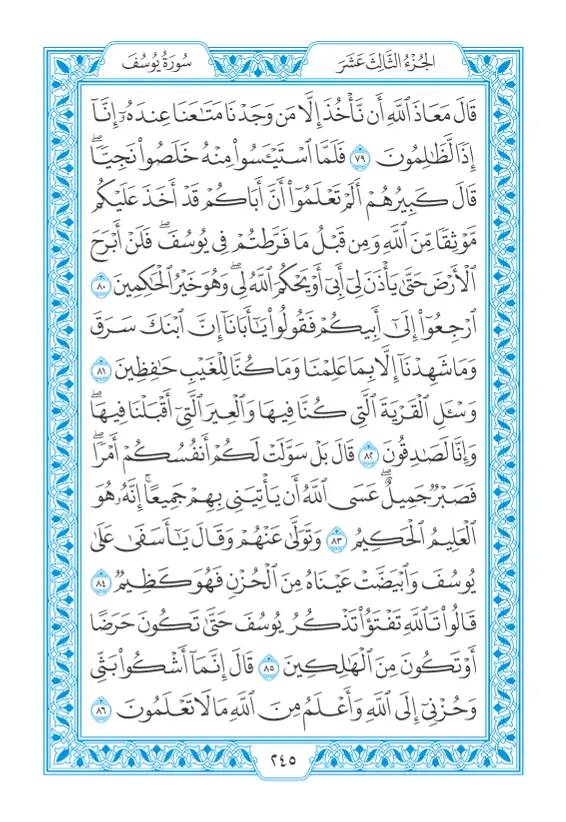 الجُزْءُ الثَّالِثَ عَشَرَ
سُورَةُ يُوسُفَ
قَالَ مَعَاذَ ٱللَّهِ أَن نَّأْخُذَ إِلَّا مَن وَجَدْنَا مَتَٰعَنَا عِندَهُۥٓ إِنَّآ
إِذًا لَّظَٰلِمُونَ ٧٩ فَلَمَّا ٱسْتَيْـَٔسُوا۟ مِنْهُ خَلَصُوا۟ نَجِيًّا ۖ
قَالَ كَبِيرُهُمْ أَلَمْ تَعْلَمُوٓا۟ أَنَّ أَبَاكُمْ قَدْ أَخَذَ عَلَيْكُم
مَّوْثِقًا مِّنَ ٱللَّهِ وَمِن قَبْلُ مَا فَرَّطتُمْ فِى يُوسُفَ ۖ فَلَنْ أَبْرَحَ
ٱلْأَرْضَ حَتَّىٰ يَأْذَنَ لِىٓ أَبِىٓ أَوْ يَحْكُمَ ٱللَّهُ لِى ۖ وَهُوَ خَيْرُ ٱلْحَٰكِمِينَ ٨٠
ٱرْجِعُوٓا۟ إِلَىٰٓ أَبِيكُمْ فَقُولُوا۟ يَٰٓأَبَانَآ إِنَّ ٱبْنَكَ سَرَقَ
وَمَا شَهِدْنَآ إِلَّا بِمَا عَلِمْنَا وَمَا كُنَّا لِلْغَيْبِ حَٰفِظِينَ ٨١
وَسْـَٔلِ ٱلْقَرْيَةَ ٱلَّتِى كُنَّا فِيهَا وَٱلْعِيرَ ٱلَّتِىٓ أَقْبَلْنَا فِيهَا ۖ
وَإِنَّا لَصَٰدِقُونَ ٨٢ قَالَ بَلْ سَوَّلَتْ لَكُمْ أَنفُسُكُمْ أَمْرًا ۖ
فَصَبْرٌ جَمِيلٌ ۖ عَسَى ٱللَّهُ أَن يَأْتِيَنِى بِهِمْ جَمِيعًا ۚ إِنَّهُۥ هُوَ
ٱلْعَلِيمُ ٱلْحَكِيمُ ٨٣ وَتَوَلَّىٰ عَنْهُمْ وَقَالَ يَٰٓأَسَفَىٰ عَلَىٰ
يُوسُفَ وَٱبْيَضَّتْ عَيْنَاهُ مِنَ ٱلْحُزْنِ فَهُوَ كَظِيمٌ ٨٤
قَالُوا۟ تَٱللَّهِ تَفْتَؤُا۟ تَذْكُرُ يُوسُفَ حَتَّىٰ تَكُونَ حَرَضًا
أَوْ تَكُونَ مِنَ ٱلْهَٰلِكِينَ ٨٥ قَالَ إِنَّمَآ أَشْكُوا۟ بَثِّى
وَحُزْنِىٓ إِلَى ٱللَّهِ وَأَعْلَمُ مِنَ ٱللَّهِ مَا لَا تَعْلَمُونَ ٨٦
٢٤٥